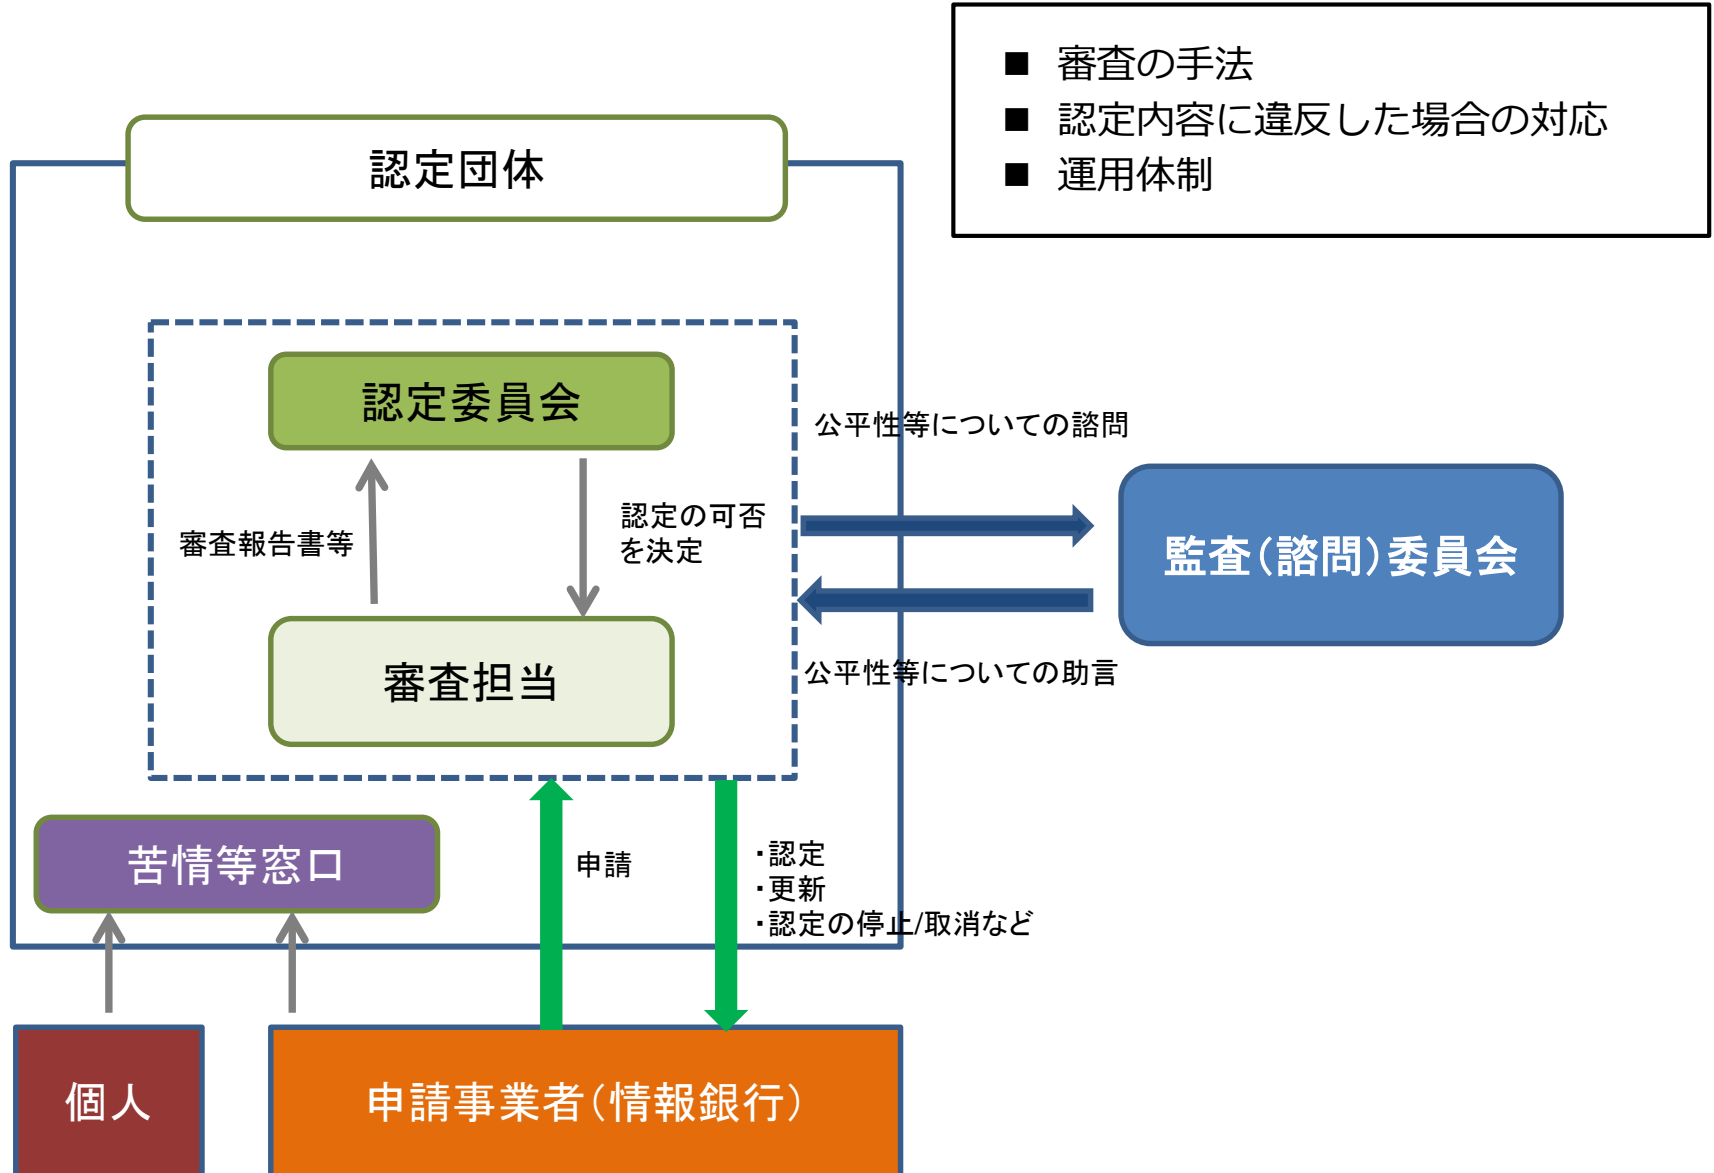 ■ 審査の手法
■ 認定内容に違反した場合の対応
■ 運用体制
認定団体
認定委員会
公平性等についての諮問
審査報告書等
認定の可否
を決定
監査（諮問）委員会
審査担当
公平性等についての助言
苦情等窓口
申請
・認定
・更新
・認定の停止/取消など
個人
申請事業者（情報銀行）